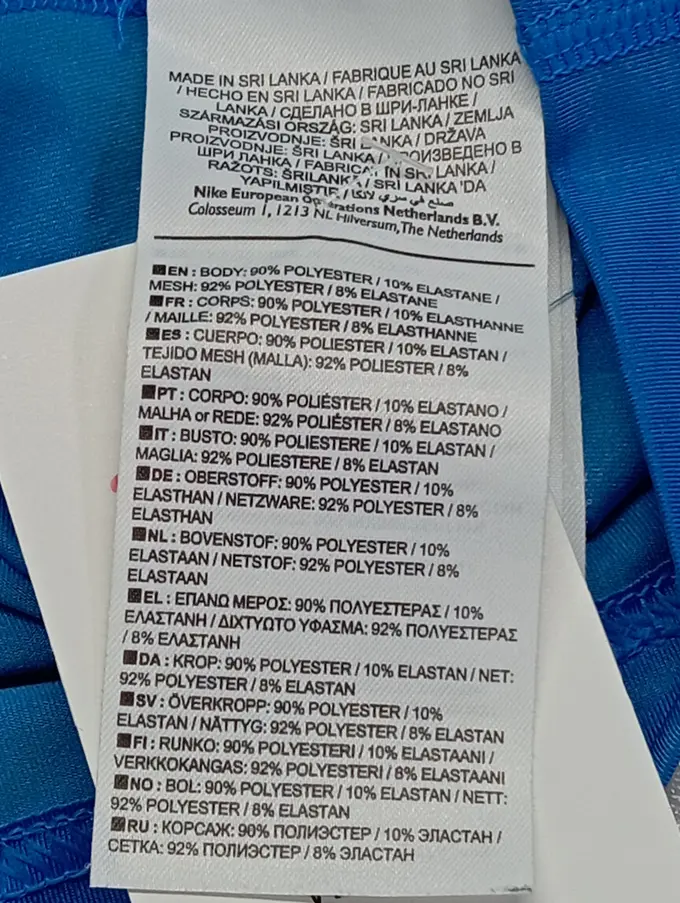 MADE IN SRI LANKA / FABRIQUE AU SRI LANKA
/ HECHO EN SRI LANKA / FABRICADO NO SRI
LANKA / СДЕЛАНО В ШРИ-ЛАНКЕ /
SZÁRMAZÁSI ORSZÁG: SRI LANKA / ZEMLJA
PROIZVODNJE: ŠRI LANKA / DRŽAVA
PROIZVODNJE: ŠRI LANKA / ПРОИЗВЕДЕНО В
ШРИ ЛАНКА / FABRICAT IN SRI LANKA /
RAŽOTS: ŠRILANKĀ / SRI LANKA 'DA
YAPILMIŞTIR / صنع في سري لانكا
Nike European Operations Netherlands B.V.
Colosseum 1, 1213 NL Hilversum, The Netherlands
EN : BODY: 90% POLYESTER / 10% ELASTANE /
MESH: 92% POLYESTER / 8% ELASTANE
FR : CORPS: 90% POLYESTER / 10% ELASTHANNE
/ MAILLE: 92% POLYESTER / 8% ELASTHANNE
ES : CUERPO: 90% POLIESTER / 10% ELASTAN /
TEJIDO MESH (MALLA): 92% POLIESTER / 8%
ELASTAN
PT : CORPO: 90% POLIÉSTER / 10% ELASTANO /
MALHA or REDE: 92% POLIÉSTER / 8% ELASTANO
IT : BUSTO: 90% POLIESTERE / 10% ELASTAN /
MAGLIA: 92% POLIESTERE / 8% ELASTAN
DE : OBERSTOFF: 90% POLYESTER / 10%
ELASTHAN / NETZWARE: 92% POLYESTER / 8%
ELASTHAN
NL : BOVENSTOF: 90% POLYESTER / 10%
ELASTAAN / NETSTOF: 92% POLYESTER / 8%
ELASTAAN
EL : ΕΠΑΝΩ ΜΕΡΟΣ: 90% ΠΟΛΥΕΣΤΕΡΑΣ / 10%
ΕΛΑΣΤΑΝΗ / ΔΙΧΤΥΩΤΟ ΥΦΑΣΜΑ: 92% ΠΟΛΥΕΣΤΕΡΑΣ
/ 8% ΕΛΑΣΤΑΝΗ
DA : KROP: 90% POLYESTER / 10% ELASTAN / NET:
92% POLYESTER / 8% ELASTAN
SV : ÖVERKROPP: 90% POLYESTER / 10%
ELASTAN / NÄTTYG: 92% POLYESTER / 8% ELASTAN
FI : RUNKO: 90% POLYESTERI / 10% ELASTAANI /
VERKKOKANGAS: 92% POLYESTERI / 8% ELASTAANI
NO : BOL: 90% POLYESTER / 10% ELASTAN / NETT:
92% POLYESTER / 8% ELASTAN
RU : КОРСАЖ: 90% ПОЛИЭСТЕР / 10% ЭЛАСТАН /
СЕТКА: 92% ПОЛИЭСТЕР / 8% ЭЛАСТАН